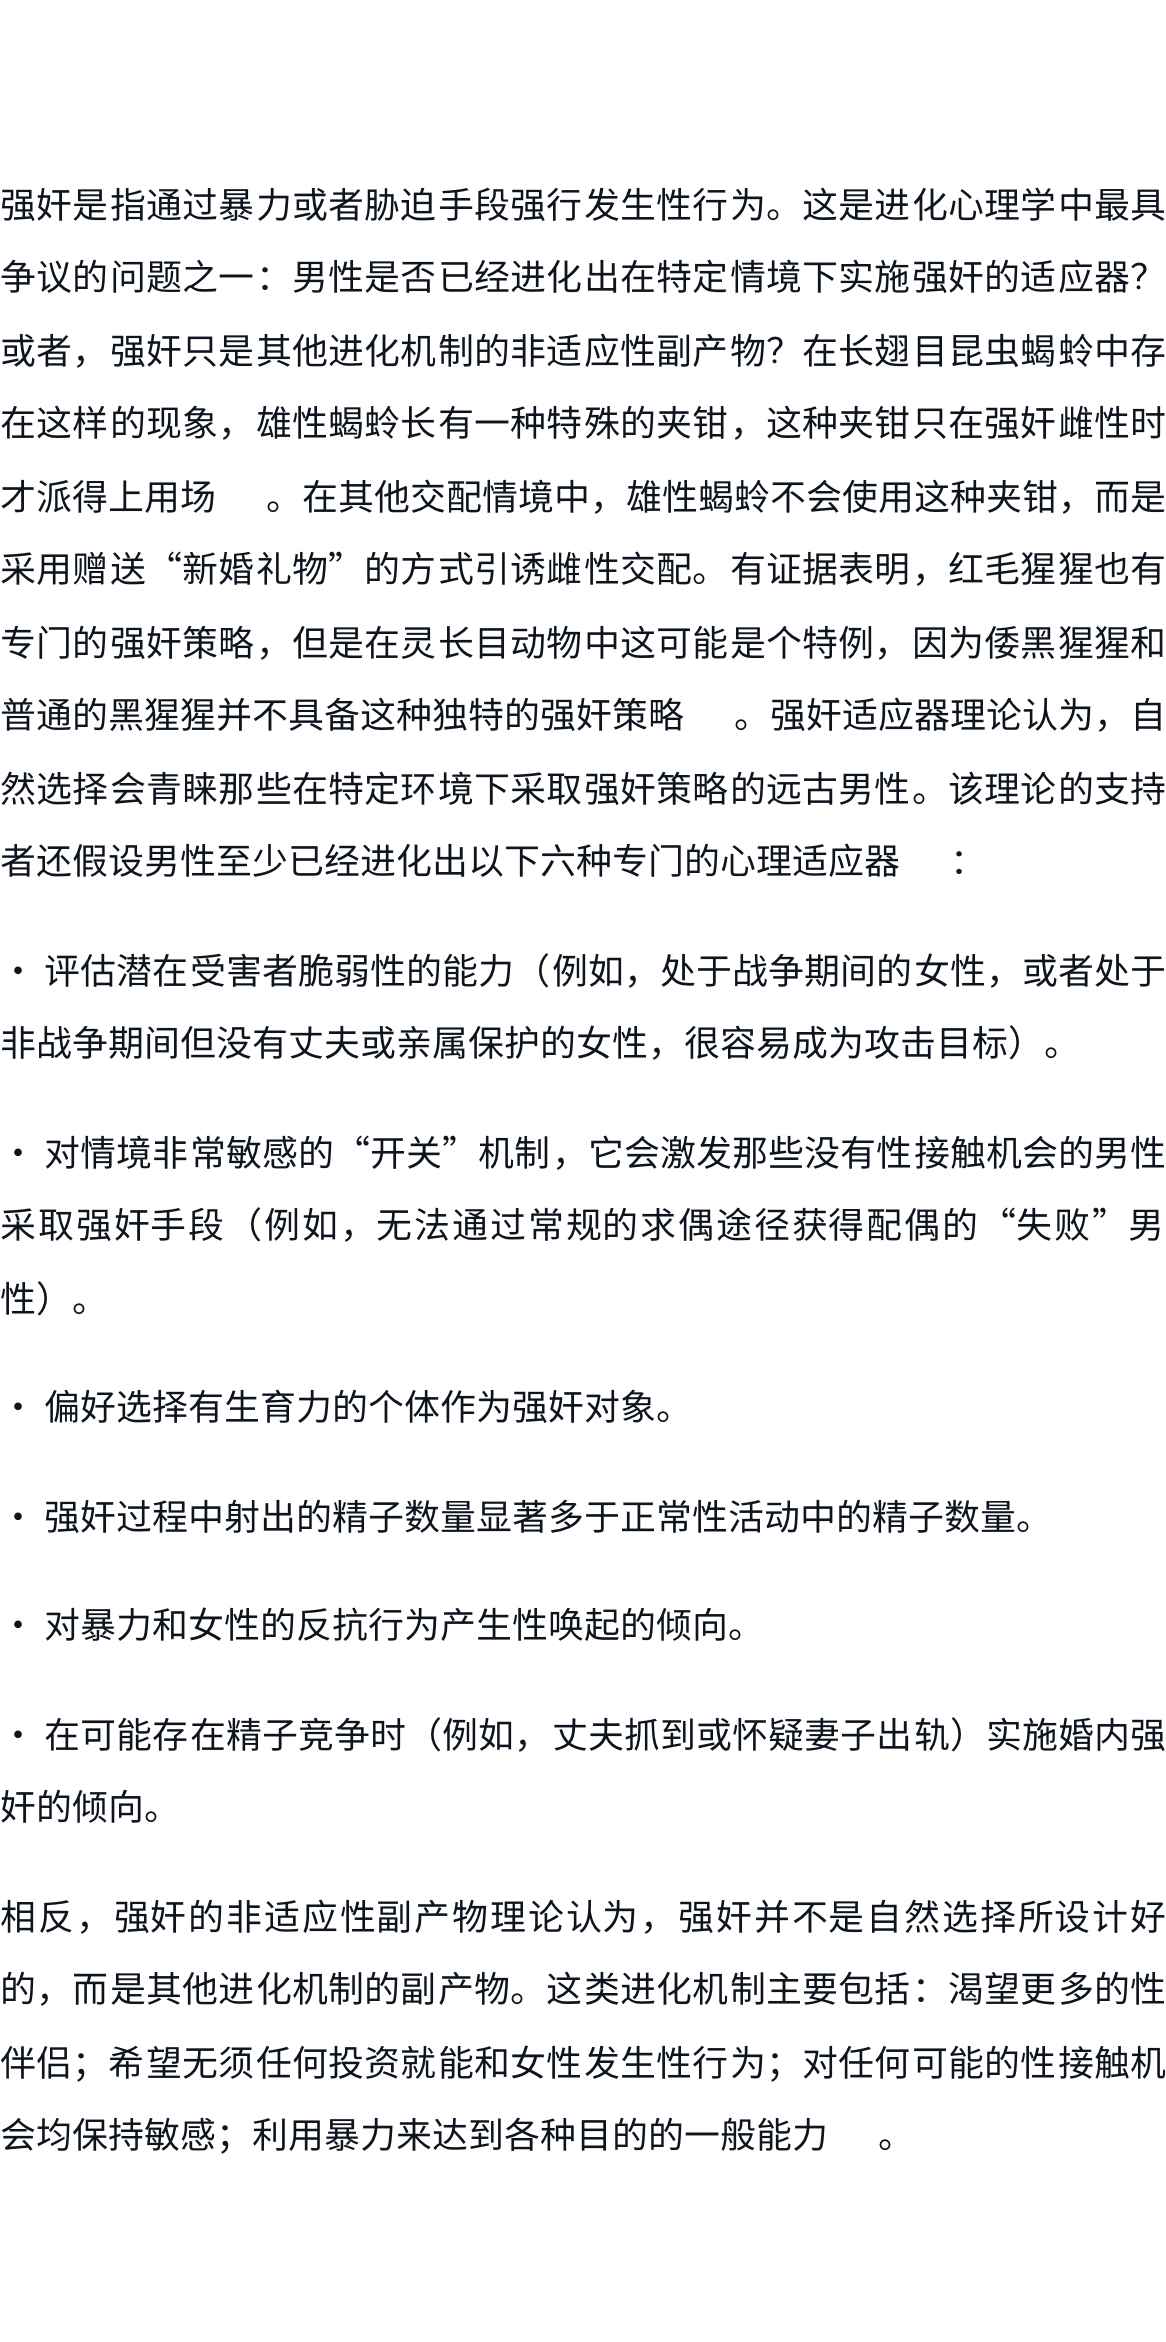 强奸是指通过暴力或者胁迫手段强行发生性行为。这是进化心理学中最具
争议的问题之一：男性是否已经进化出在特定情境下实施强奸的适应器？
或者，强奸只是其他进化机制的非适应性副产物？在长翅目昆虫蝎蛉中存
在这样的现象，雄性蝎蛉长有一种特殊的夹钳，这种夹钳只在强奸雌性时
才派得上用场 。在其他交配情境中，雄性蝎蛉不会使用这种夹钳，而是
采用赠送“新婚礼物”的方式引诱雌性交配。有证据表明，红毛猩猩也有
专门的强奸策略，但是在灵长目动物中这可能是个特例，因为倭黑猩猩和
普通的黑猩猩并不具备这种独特的强奸策略 。强奸适应器理论认为，自
然选择会青睐那些在特定环境下采取强奸策略的远古男性。该理论的支持
者还假设男性至少已经进化出以下六种专门的心理适应器 ：
• 评估潜在受害者脆弱性的能力（例如，处于战争期间的女性，或者处于
非战争期间但没有丈夫或亲属保护的女性，很容易成为攻击目标）。
• 对情境非常敏感的“开关”机制，它会激发那些没有性接触机会的男性
采取强奸手段（例如，无法通过常规的求偶途径获得配偶的“失败”男
性）。
• 偏好选择有生育力的个体作为强奸对象。
• 强奸过程中射出的精子数量显著多于正常性活动中的精子数量。
• 对暴力和女性的反抗行为产生性唤起的倾向。
• 在可能存在精子竞争时（例如，丈夫抓到或怀疑妻子出轨）实施婚内强
奸的倾向。
相反，强奸的非适应性副产物理论认为，强奸并不是自然选择所设计好
的，而是其他进化机制的副产物。这类进化机制主要包括：渴望更多的性
伴侣；希望无须任何投资就能和女性发生性行为；对任何可能的性接触机
会均保持敏感；利用暴力来达到各种目的的一般能力 。